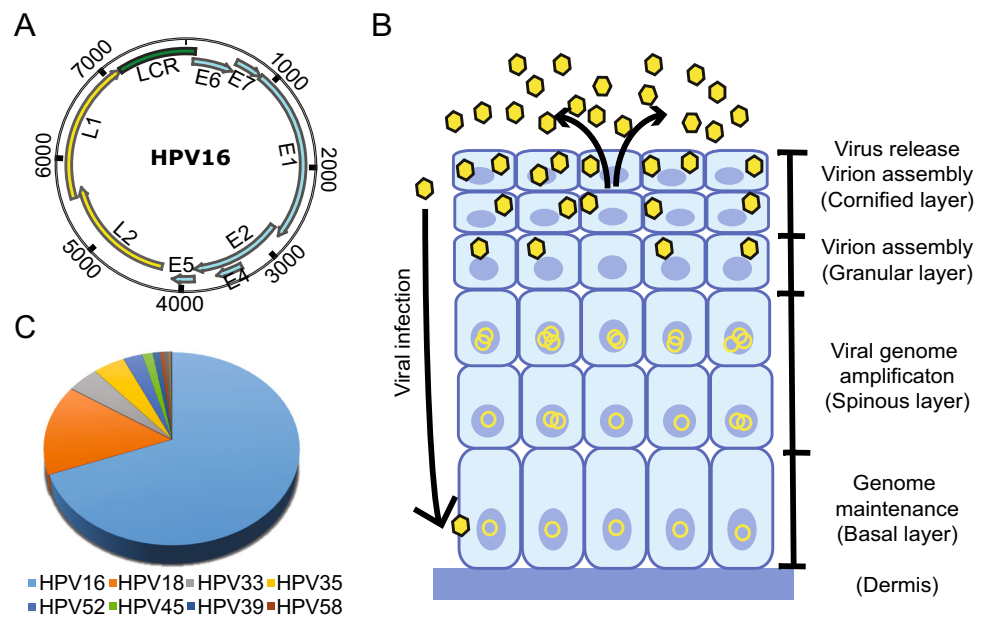 A
7000
LCR
E6
E7
1000
L1
E1
6000
HPV16
2000
L2
E2
5000
E5
E4
3000
4000
B
Viral infection
Virus release
Virion assembly
(Cornified layer)
Virion assembly
(Granular layer)
Viral genome
amplificaton
(Spinous layer)
Genome
maintenance
(Basal layer)
(Dermis)
C
HPV16 HPV18 HPV33 HPV35
HPV52 HPV45 HPV39 HPV58